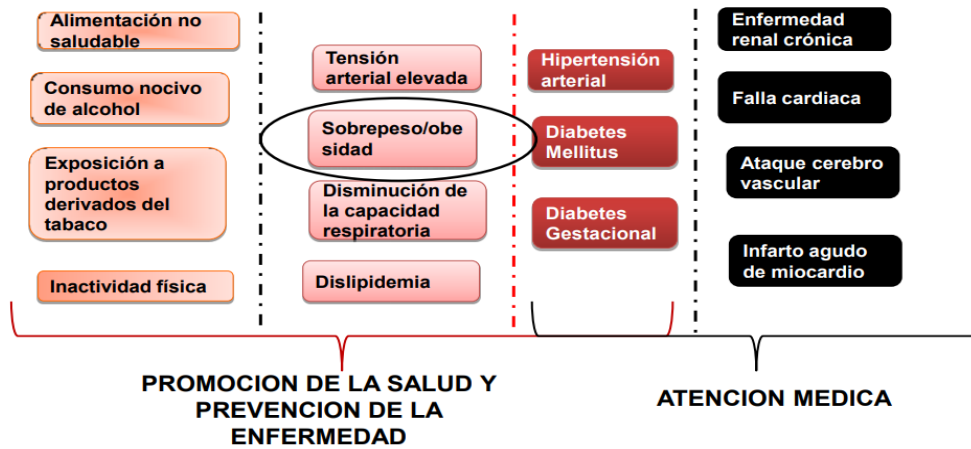 Alimentación no
saludable
Consumo nocivo
de alcohol
Exposición a
productos
derivados del
tabaco
Inactividad física
Tensión
arterial elevada
Sobrepeso/obe
sidad
Disminución de
la capacidad
respiratoria
Dislipidemia
Hipertensión
arterial
Diabetes
Mellitus
Diabetes
Gestacional
Enfermedad
renal crónica
Falla cardiaca
Ataque cerebro
vascular
Infarto agudo
de miocardio
PROMOCION DE LA SALUD Y
PREVENCION DE LA
ENFERMEDAD
ATENCION MEDICA